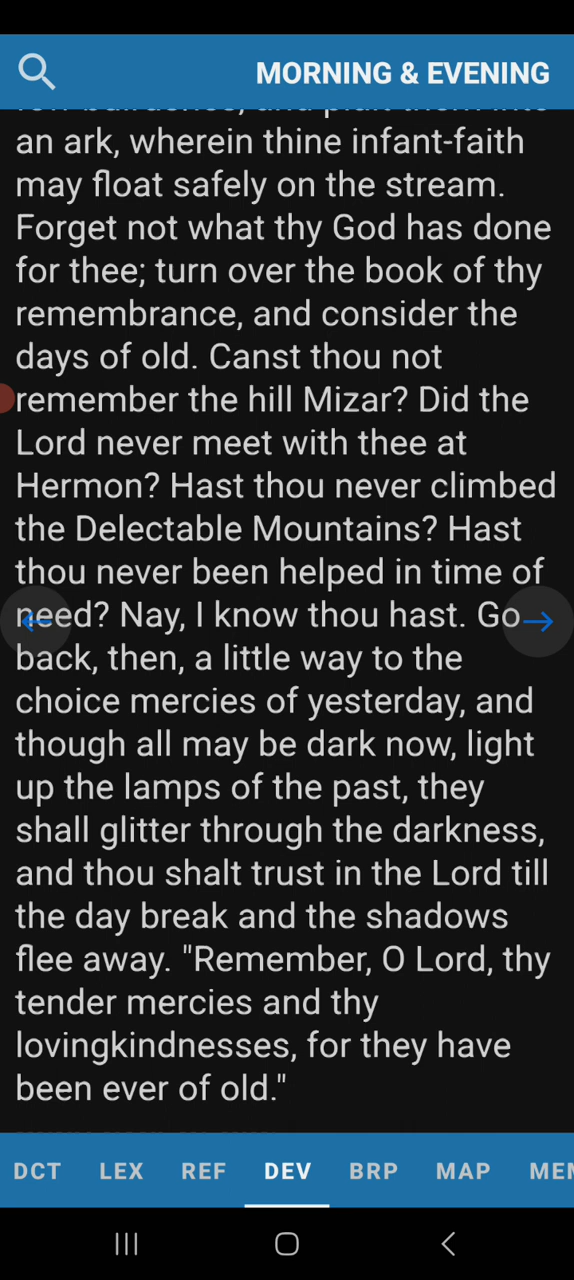 MORNING & EVENING
an ark, wherein thine infant-faith
may float safely on the stream.
Forget not what thy God has done
for thee; turn over the book of thy
remembrance, and consider the
days of old. Canst thou not
remember the hill Mizar? Did the
Lord never meet with thee at
Hermon? Hast thou never climbed
the Delectable Mountains? Hast
thou never been helped in time of
need? Nay, I know thou hast. Go
back, then, a little way to the
choice mercies of yesterday, and
though all may be dark now, light
up the lamps of the past, they
shall glitter through the darkness,
and thou shalt trust in the Lord till
the day break and the shadows
flee away. "Remember, O Lord, thy
tender mercies and thy
lovingkindnesses, for they have
been ever of old."
DCT LEX REF DEV BRP MAP